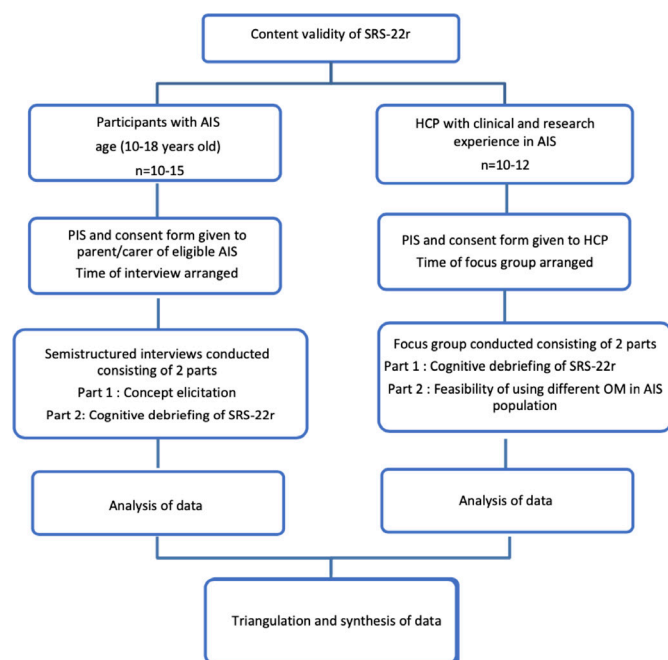 Content validity of SRS-22r
Participants with AIS
age (10-18 years old)
n=10-15
HCP with clinical and research
experience in AIS
n=10-12
PIS and consent form given to
parent/carer of eligible AIS
Time of interview arranged
PIS and consent form given to HCP
Time of focus group arranged
Semistructured interviews conducted
consisting of 2 parts
Part 1 : Concept elicitation
Part 2: Cognitive debriefing of SRS-22r
Focus group conducted consisting of 2 parts
Part 1 : Cognitive debriefing of SRS-22r
Part 2 : Feasibility of using different OM in AIS
population
Analysis of data
Analysis of data
Triangulation and synthesis of data